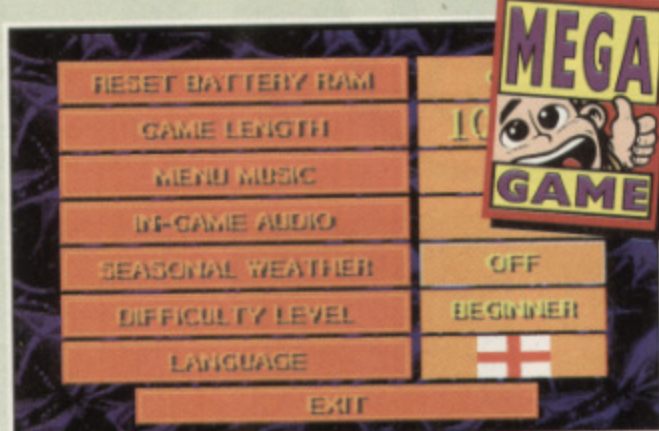 MEGA
GAME
RESET BATTERY RAM
GAME LENGTH 10
MENU MUSIC
IN-GAME AUDIO
SEASONAL WEATHER OFF
DIFFICULTY LEVEL BEGINNER
LANGUAGE
EXIT